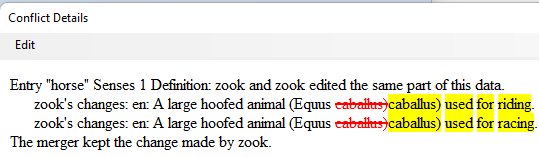 Conflict Details
Edit
Entry "horse" Senses 1 Definition: zook and zook edited the same part of this data.
zook's changes: en: A large hoofed animal (Equus caballus)caballus) used for riding.
zook's changes: en: A large hoofed animal (Equus caballus)caballus) used for racing.
The merger kept the change made by zook.